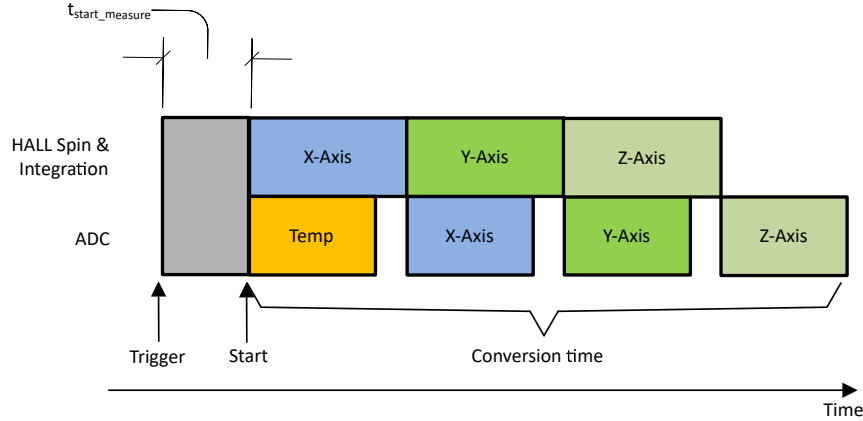 tstart_measure
HALL Spin &
Integration
X-Axis
Y-Axis
Z-Axis
ADC
Temp
X-Axis
Y-Axis
Z-Axis
Trigger
Start
Conversion time
Time